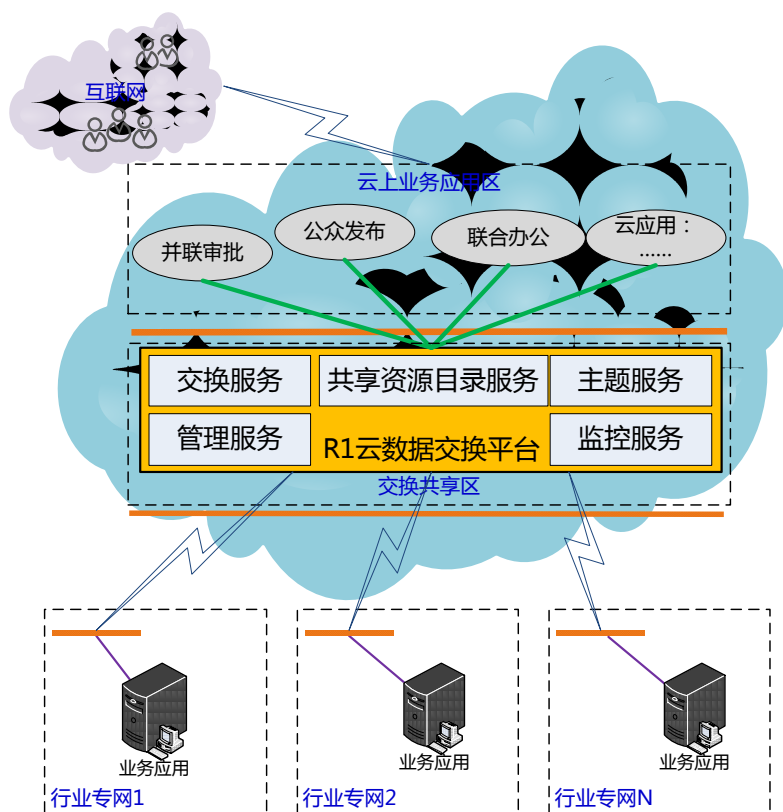 互联网
云上业务应用区
并联审批
公众发布
联合办公
云应用：
……
交换服务
共享资源目录服务
主题服务
管理服务
R1云数据交换平台
监控服务
交换共享区
业务应用
业务应用
业务应用
行业专网1
行业专网2
行业专网N